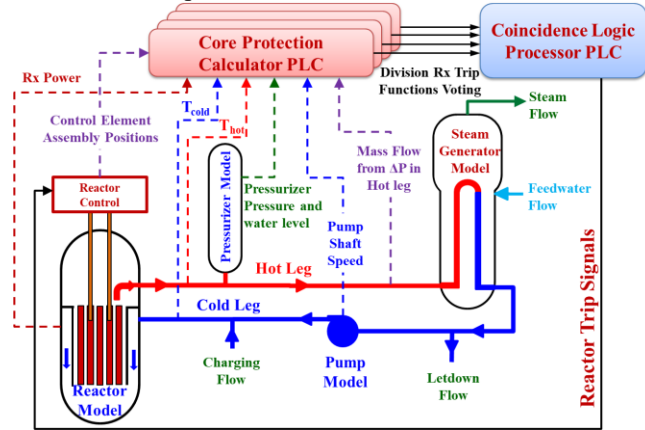 Core Protection
Calculator PLC
Coincidence Logic
Processor PLC
Division Rx Trip
Functions Voting
Rx Power
Tcold
Thot
Control Element
Assembly Positions
Steam
Flow
Steam
Generator
Model
Mass Flow
from ΔP in
Hot leg
Reactor
Control
Pressurizer Model
Pressurizer
Pressure and
water level
Feedwater
Flow
Pump
Shaft
Speed
Hot Leg
Cold Leg
Reactor Trip Signals
Charging
Flow
Pump
Model
Letdown
Flow
Reactor
Model